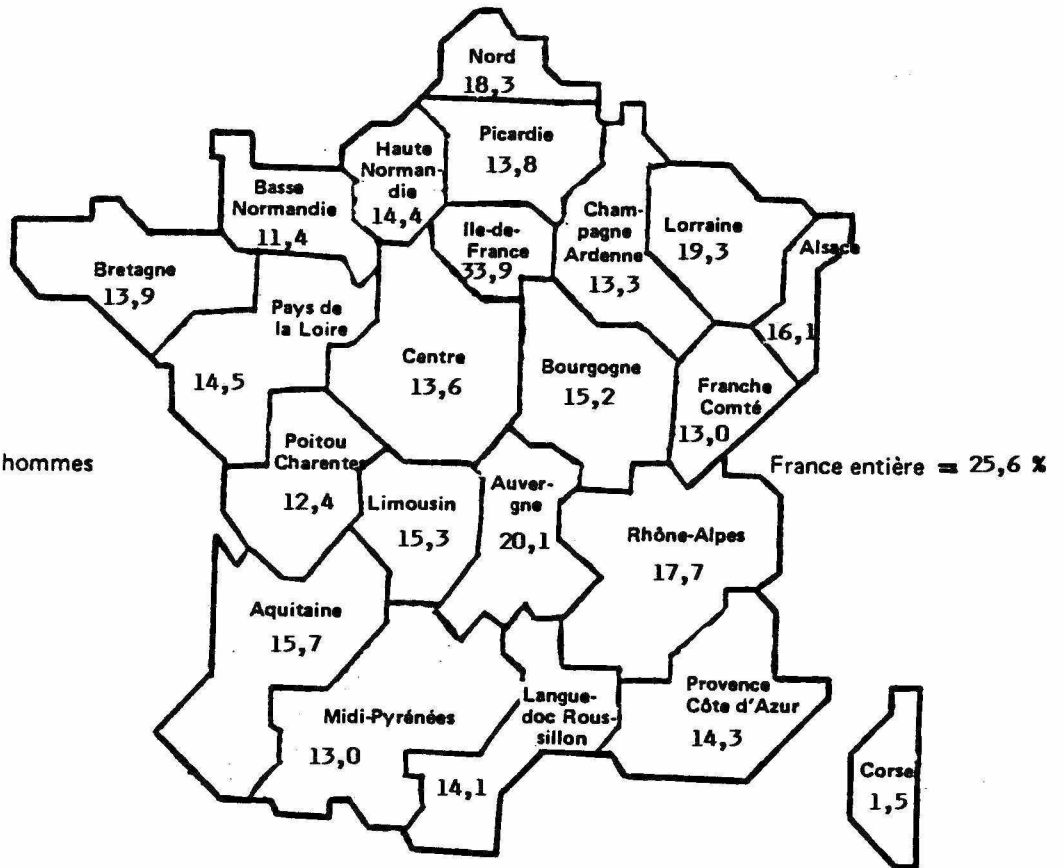 Nord
18,3
Picardie
13,8
Haute
Norman-
die
14,4
Basse
Normandie
11,4
Ile-de-
France
33,9
Cham-
pagne
Ardenne
13,3
Lorraine
19,3
Alsace
16,1
Bretagne
13,9
Pays de
la Loire
14,5
Centre
13,6
Bourgogne
15,2
Franche
Comté
13,0
hommes
Poitou
Charentes
12,4
Limousin
15,3
Auver-
gne
20,1
France entière = 25,6 %
Rhône-Alpes
17,7
Aquitaine
15,7
Midi-Pyrénées
13,0
Langue-
doc Rous-
sillon
14,1
Provence
Côte d'Azur
14,3
Corse
1,5